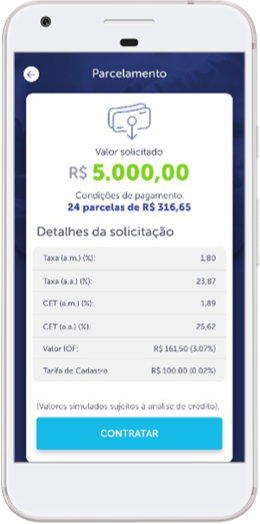 Parcelamento
Valor solicitado
R$ 5.000,00
Condições de pagamento:
24 parcelas de R$ 316,65
Detalhes da solicitação
Taxa (a.m.) (%): 1,80
Taxa (a.a.) (%): 23,87
CET (a.m.) (%): 1,89
CET (a.a.) (%): 25,62
Valor IOF: R$ 161,50 (3.07%)
Tarifa de Cadastro R$ 100.00 (0.02%)
(Valores simulados sujeitos à análise de crédito).
CONTRATAR